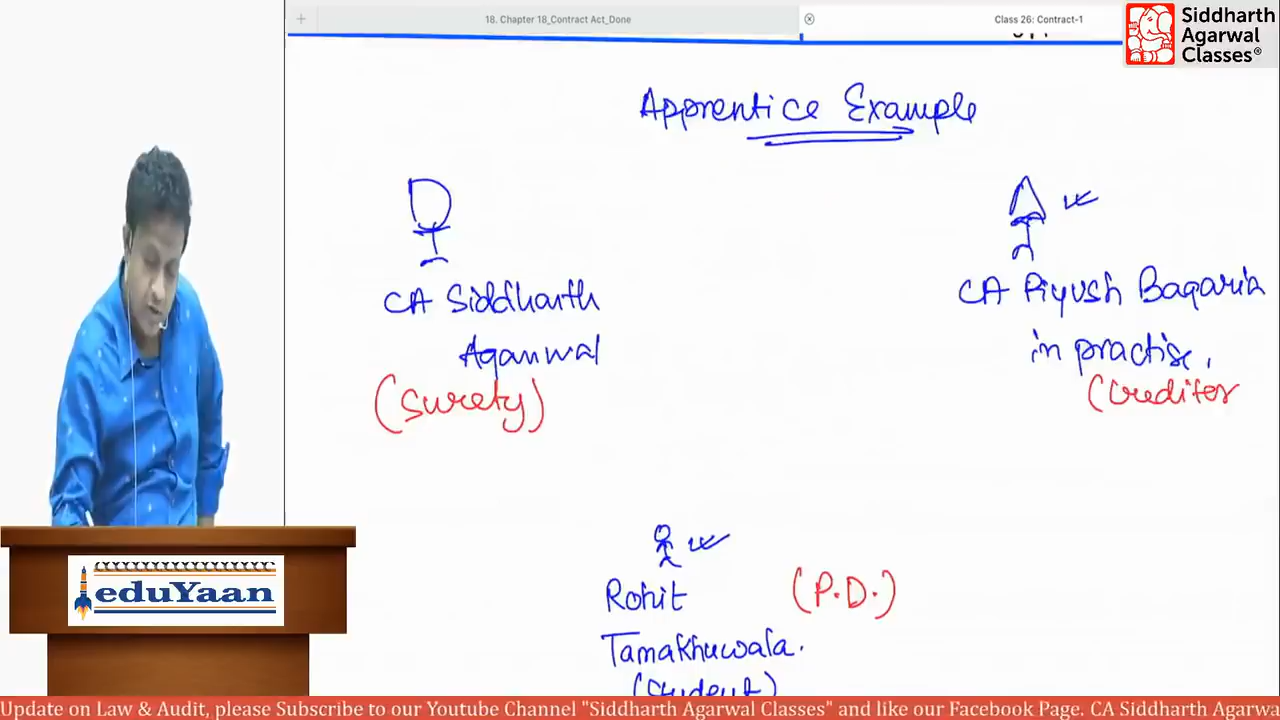 18. Chapter 18_Contract Act_Done
Class 26: Contract-1
Siddharth
Agarwal
Classes®
Apprentice Example
CA Siddharth
Agarwal
(Surety)
CA Piyush Bagaria
in practise.
(Creditor
Rohit
(P.D.)
Tamakhuwala.
(Student)
eduYaan
Update on Law & Audit, please Subscribe to our Youtube Channel "Siddharth Agarwal Classes" and like our Facebook Page. CA Siddharth Agarwa